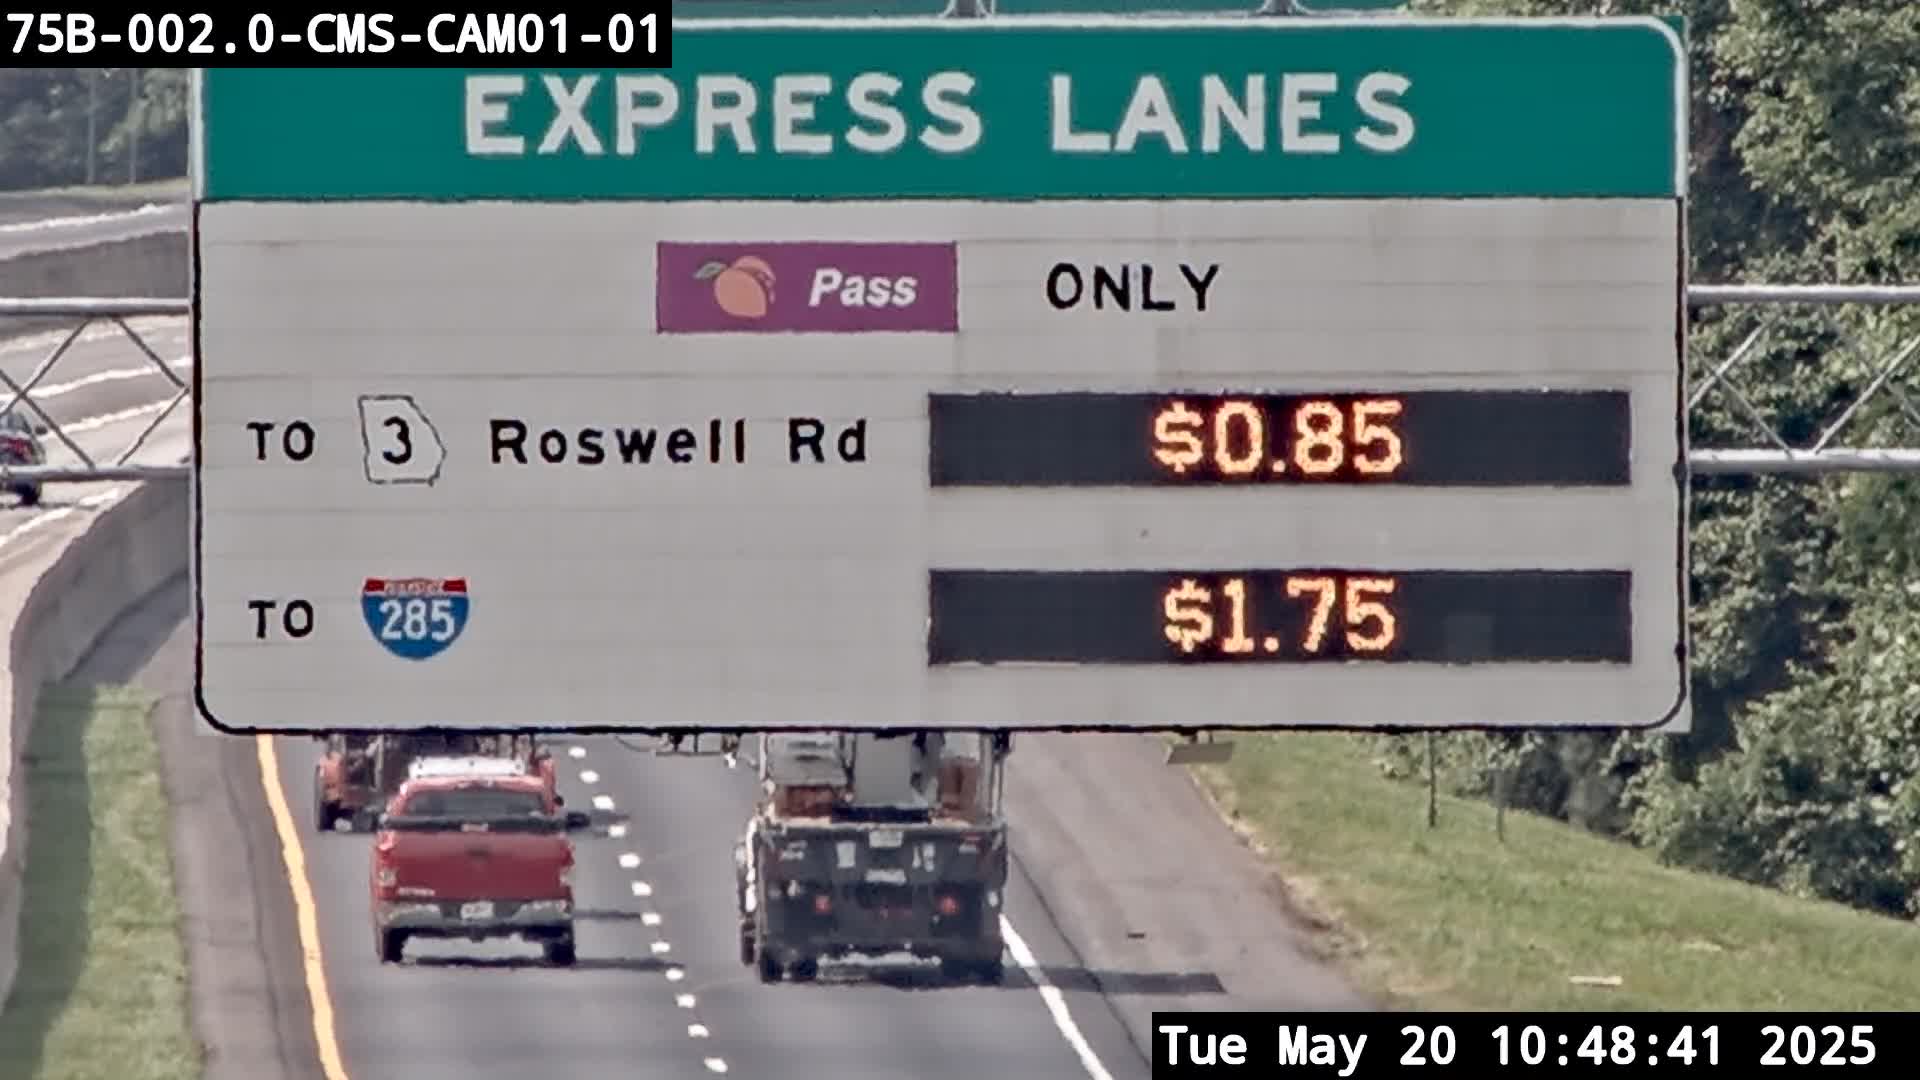 75B-002.0-CMS-CAM01-01
EXPRESS LANES
Pass ONLY
TO 3 Roswell Rd $0.85
TO 285 $1.75
Tue May 20 10:48:41 2025